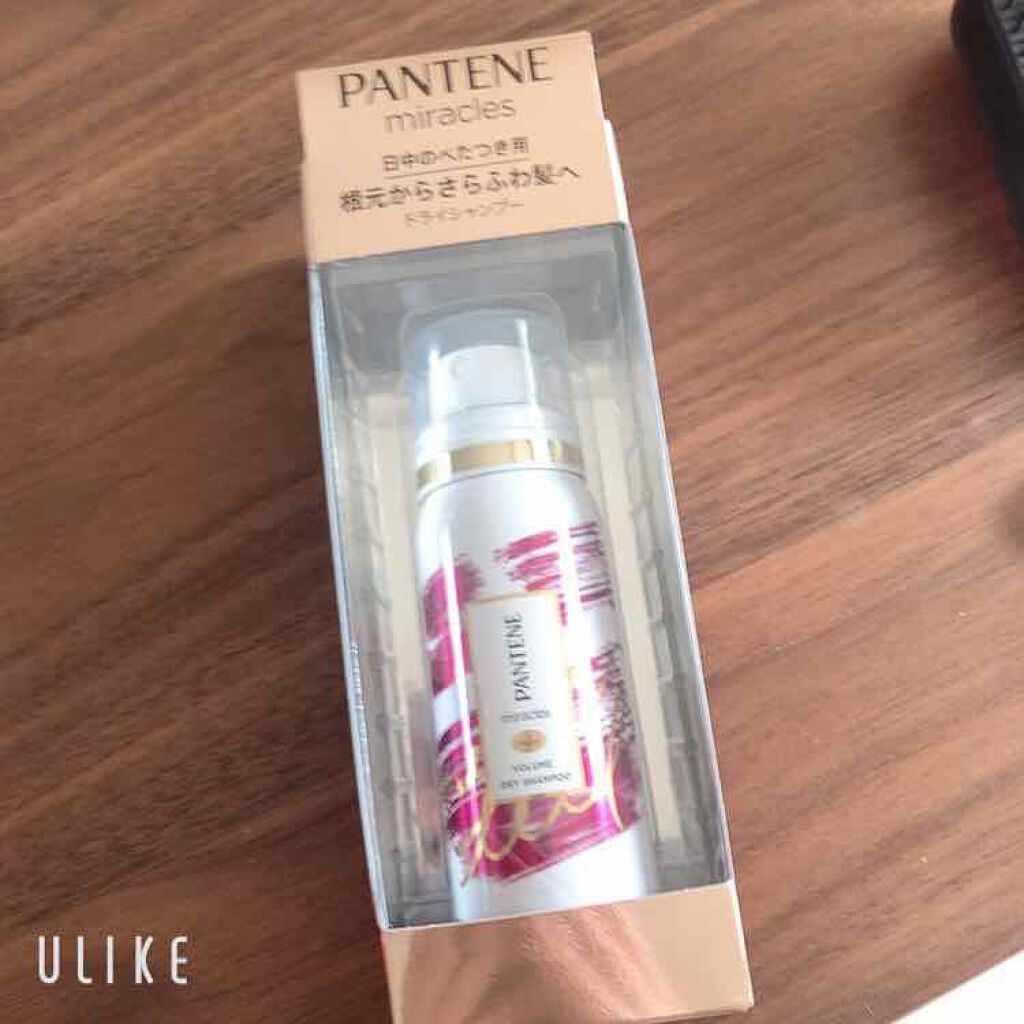 PANTENE
miracles
日中のべたつき用
根元からさらふわ髪へ
ドライシャンプー
PANTENE
miracles
VOLUME
DRY SHAMPOO
ULIKE